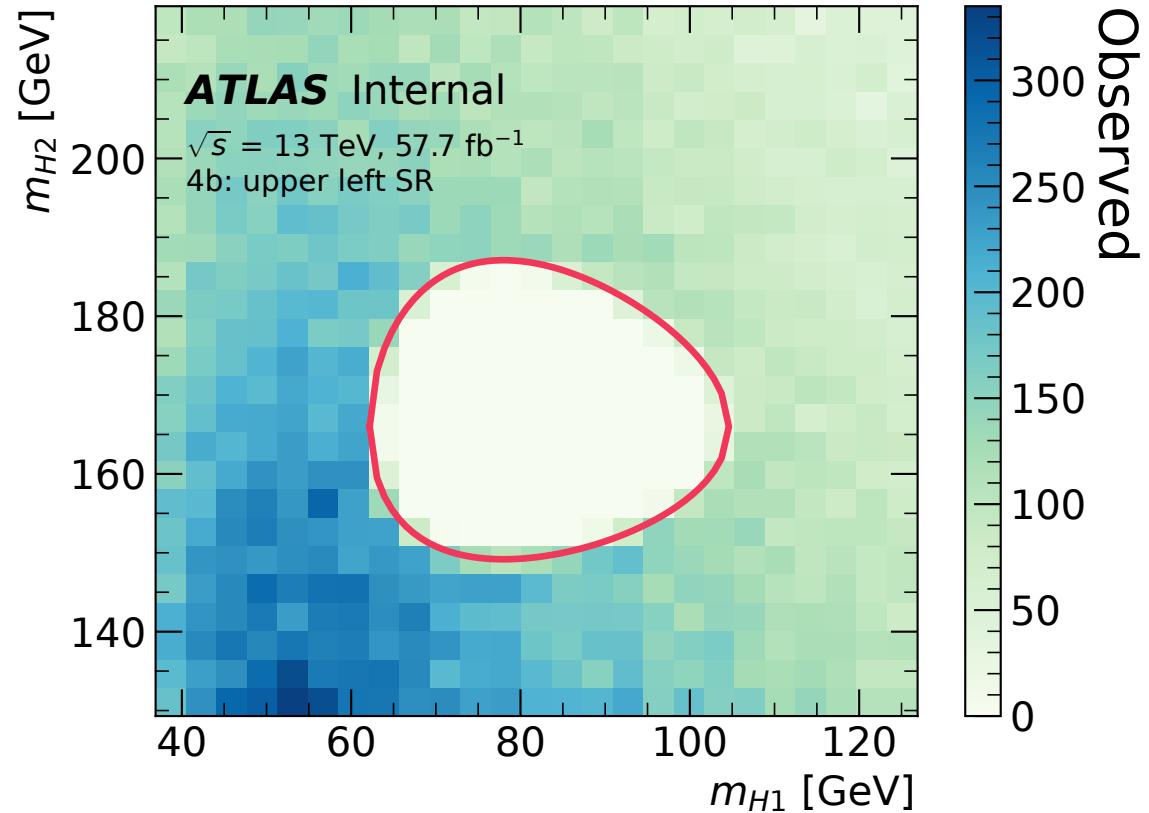 ATLAS Internal
√s = 13 TeV, 57.7 fb⁻¹
4b: upper left SR
m_H2 [GeV]
200
180
160
140
40 60 80 100 120
m_H1 [GeV]
300
250
200
150
100
50
0
Observed